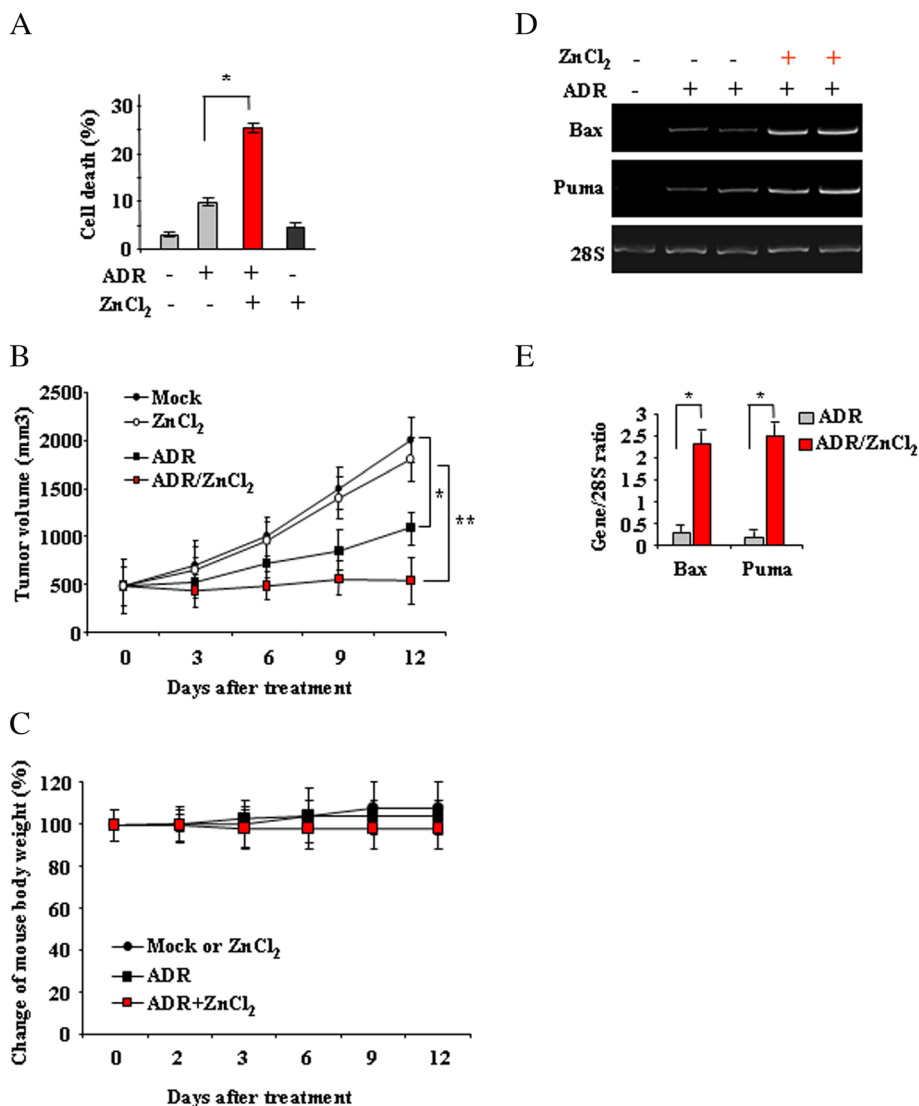 A
*
Cell death (%)
30
20
10
0
ADR - + + -
ZnCl2 - - + +
B
Tumor volume (mm3)
2500
2000
1500
1000
500
0
Mock
ZnCl2
ADR
ADR/ZnCl2
*
**
0 3 6 9 12
Days after treatment
C
Change of mouse body weight (%)
120
100
80
60
40
20
0
Mock or ZnCl2
ADR
ADR+ZnCl2
0 2 3 6 9 12
Days after treatment
D
ZnCl2 - - - + +
ADR - + + + +
Bax
Puma
28S
E
Gene/28S ratio
3
2.5
2
1.5
1
0.5
0
* *
ADR
ADR/ZnCl2
Bax Puma